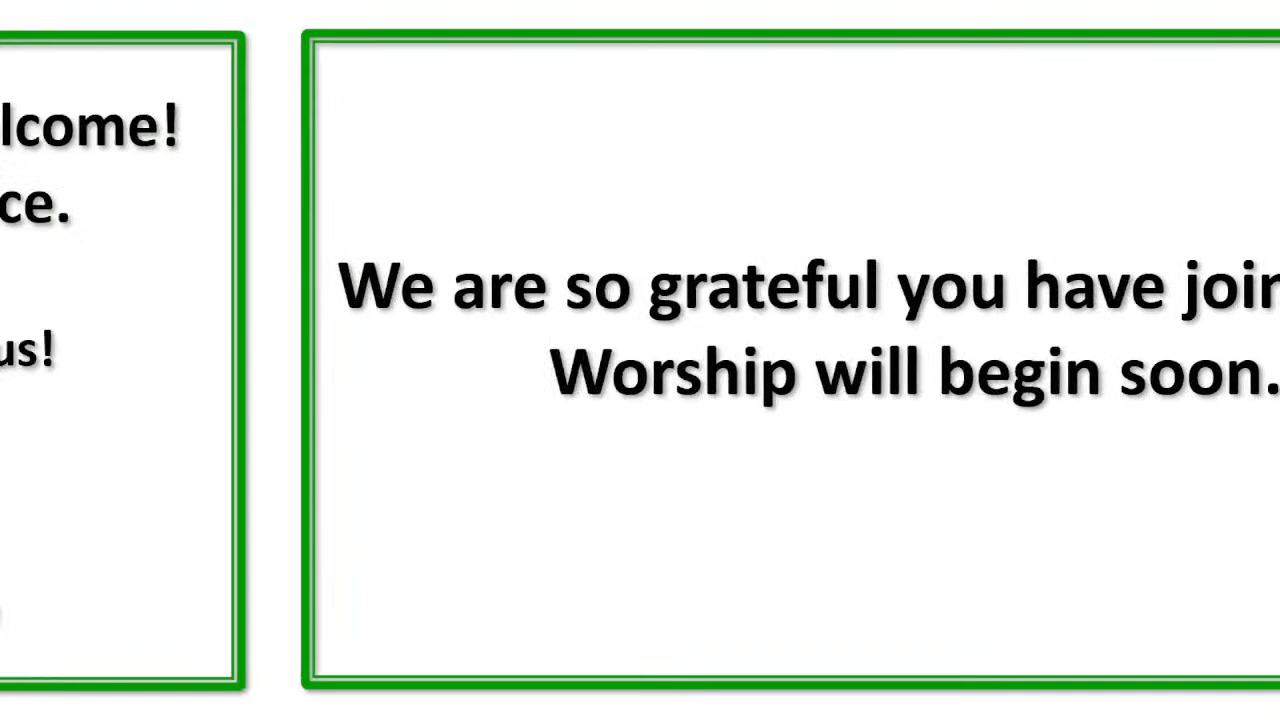 lcome!
ce.
us!
We are so grateful you have join
Worship will begin soon.